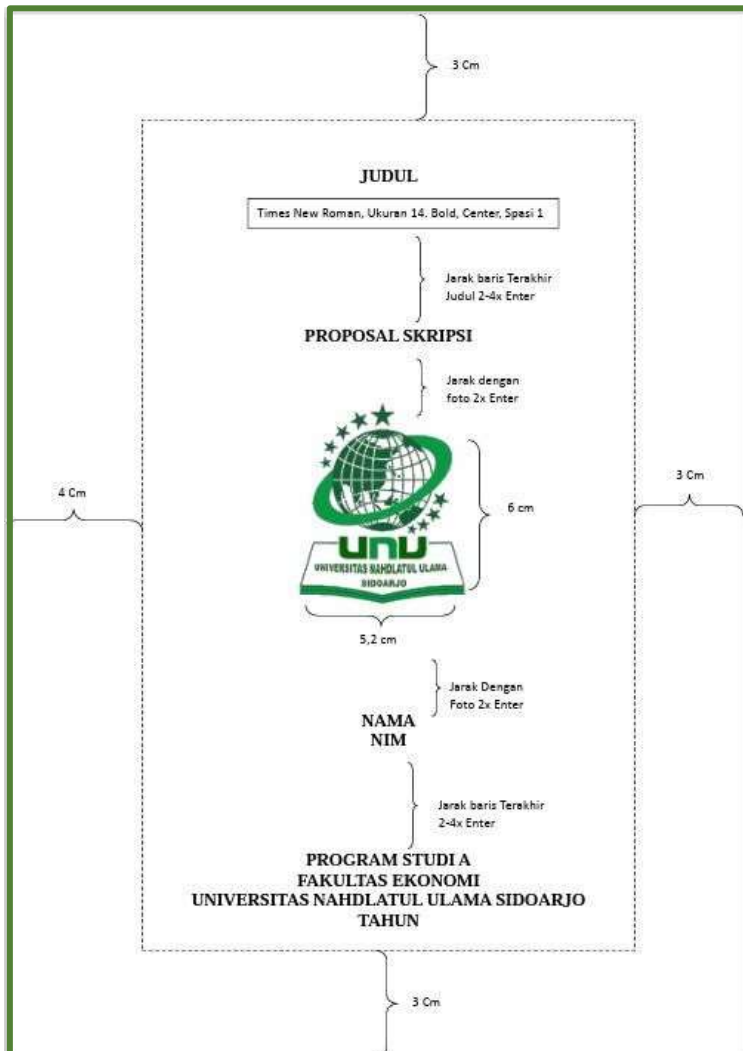 3 Cm
JUDUL
Times New Roman, Ukuran 14. Bold, Center, Spasi 1
Jarak baris Terakhir
Judul 2-4x Enter
PROPOSAL SKRIPSI
Jarak dengan
foto 2x Enter
4 Cm
6 cm
3 Cm
UNU
UNIVERSITAS NAHDLATUL ULAMA
SIDOARJO
5,2 cm
Jarak Dengan
Foto 2x Enter
NAMA
NIM
Jarak baris Terakhir
2-4x Enter
PROGRAM STUDI A
FAKULTAS EKONOMI
UNIVERSITAS NAHDLATUL ULAMA SIDOARJO
TAHUN
3 Cm